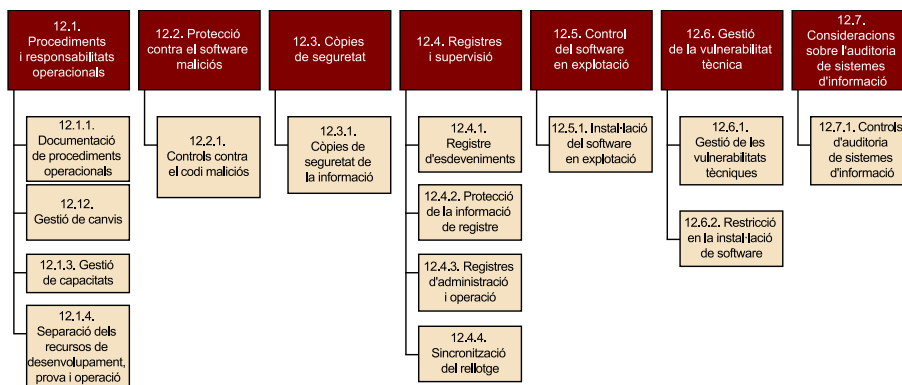 12.1.
Procediments
i responsabilitats
operacionals
12.1.1.
Documentació
de procediments
operacionals
12.12.
Gestió de canvis
12.1.3. Gestió
de capacitats
12.1.4.
Separació dels
recursos de
desenvolupament,
prova i operació
12.2. Protecció
contra el software
maliciós
12.2.1.
Controls contra
el codi maliciós
12.3. Còpies
de seguretat
12.3.1.
Còpies de
seguretat de
la informació
12.4. Registres
i supervisió
12.4.1.
Registre
d'esdeveniments
12.4.2. Protecció
de la informació
de registre
12.4.3. Registres
d'administració
i operació
12.4.4.
Sincronització
del rellotge
12.5. Control
del software
en explotació
12.5.1. Instal·lació
del software
en explotació
12.6. Gestió
de la vulnerabilitat
tècnica
12.6.1.
Gestió de les
vulnerabilitats
tècniques
12.6.2. Restricció
en la instal·lació
de software
12.7.
Consideracions
sobre l'auditoria
de sistemes
d'informació
12.7.1. Controls
d'auditoria
de sistemes
d'informació